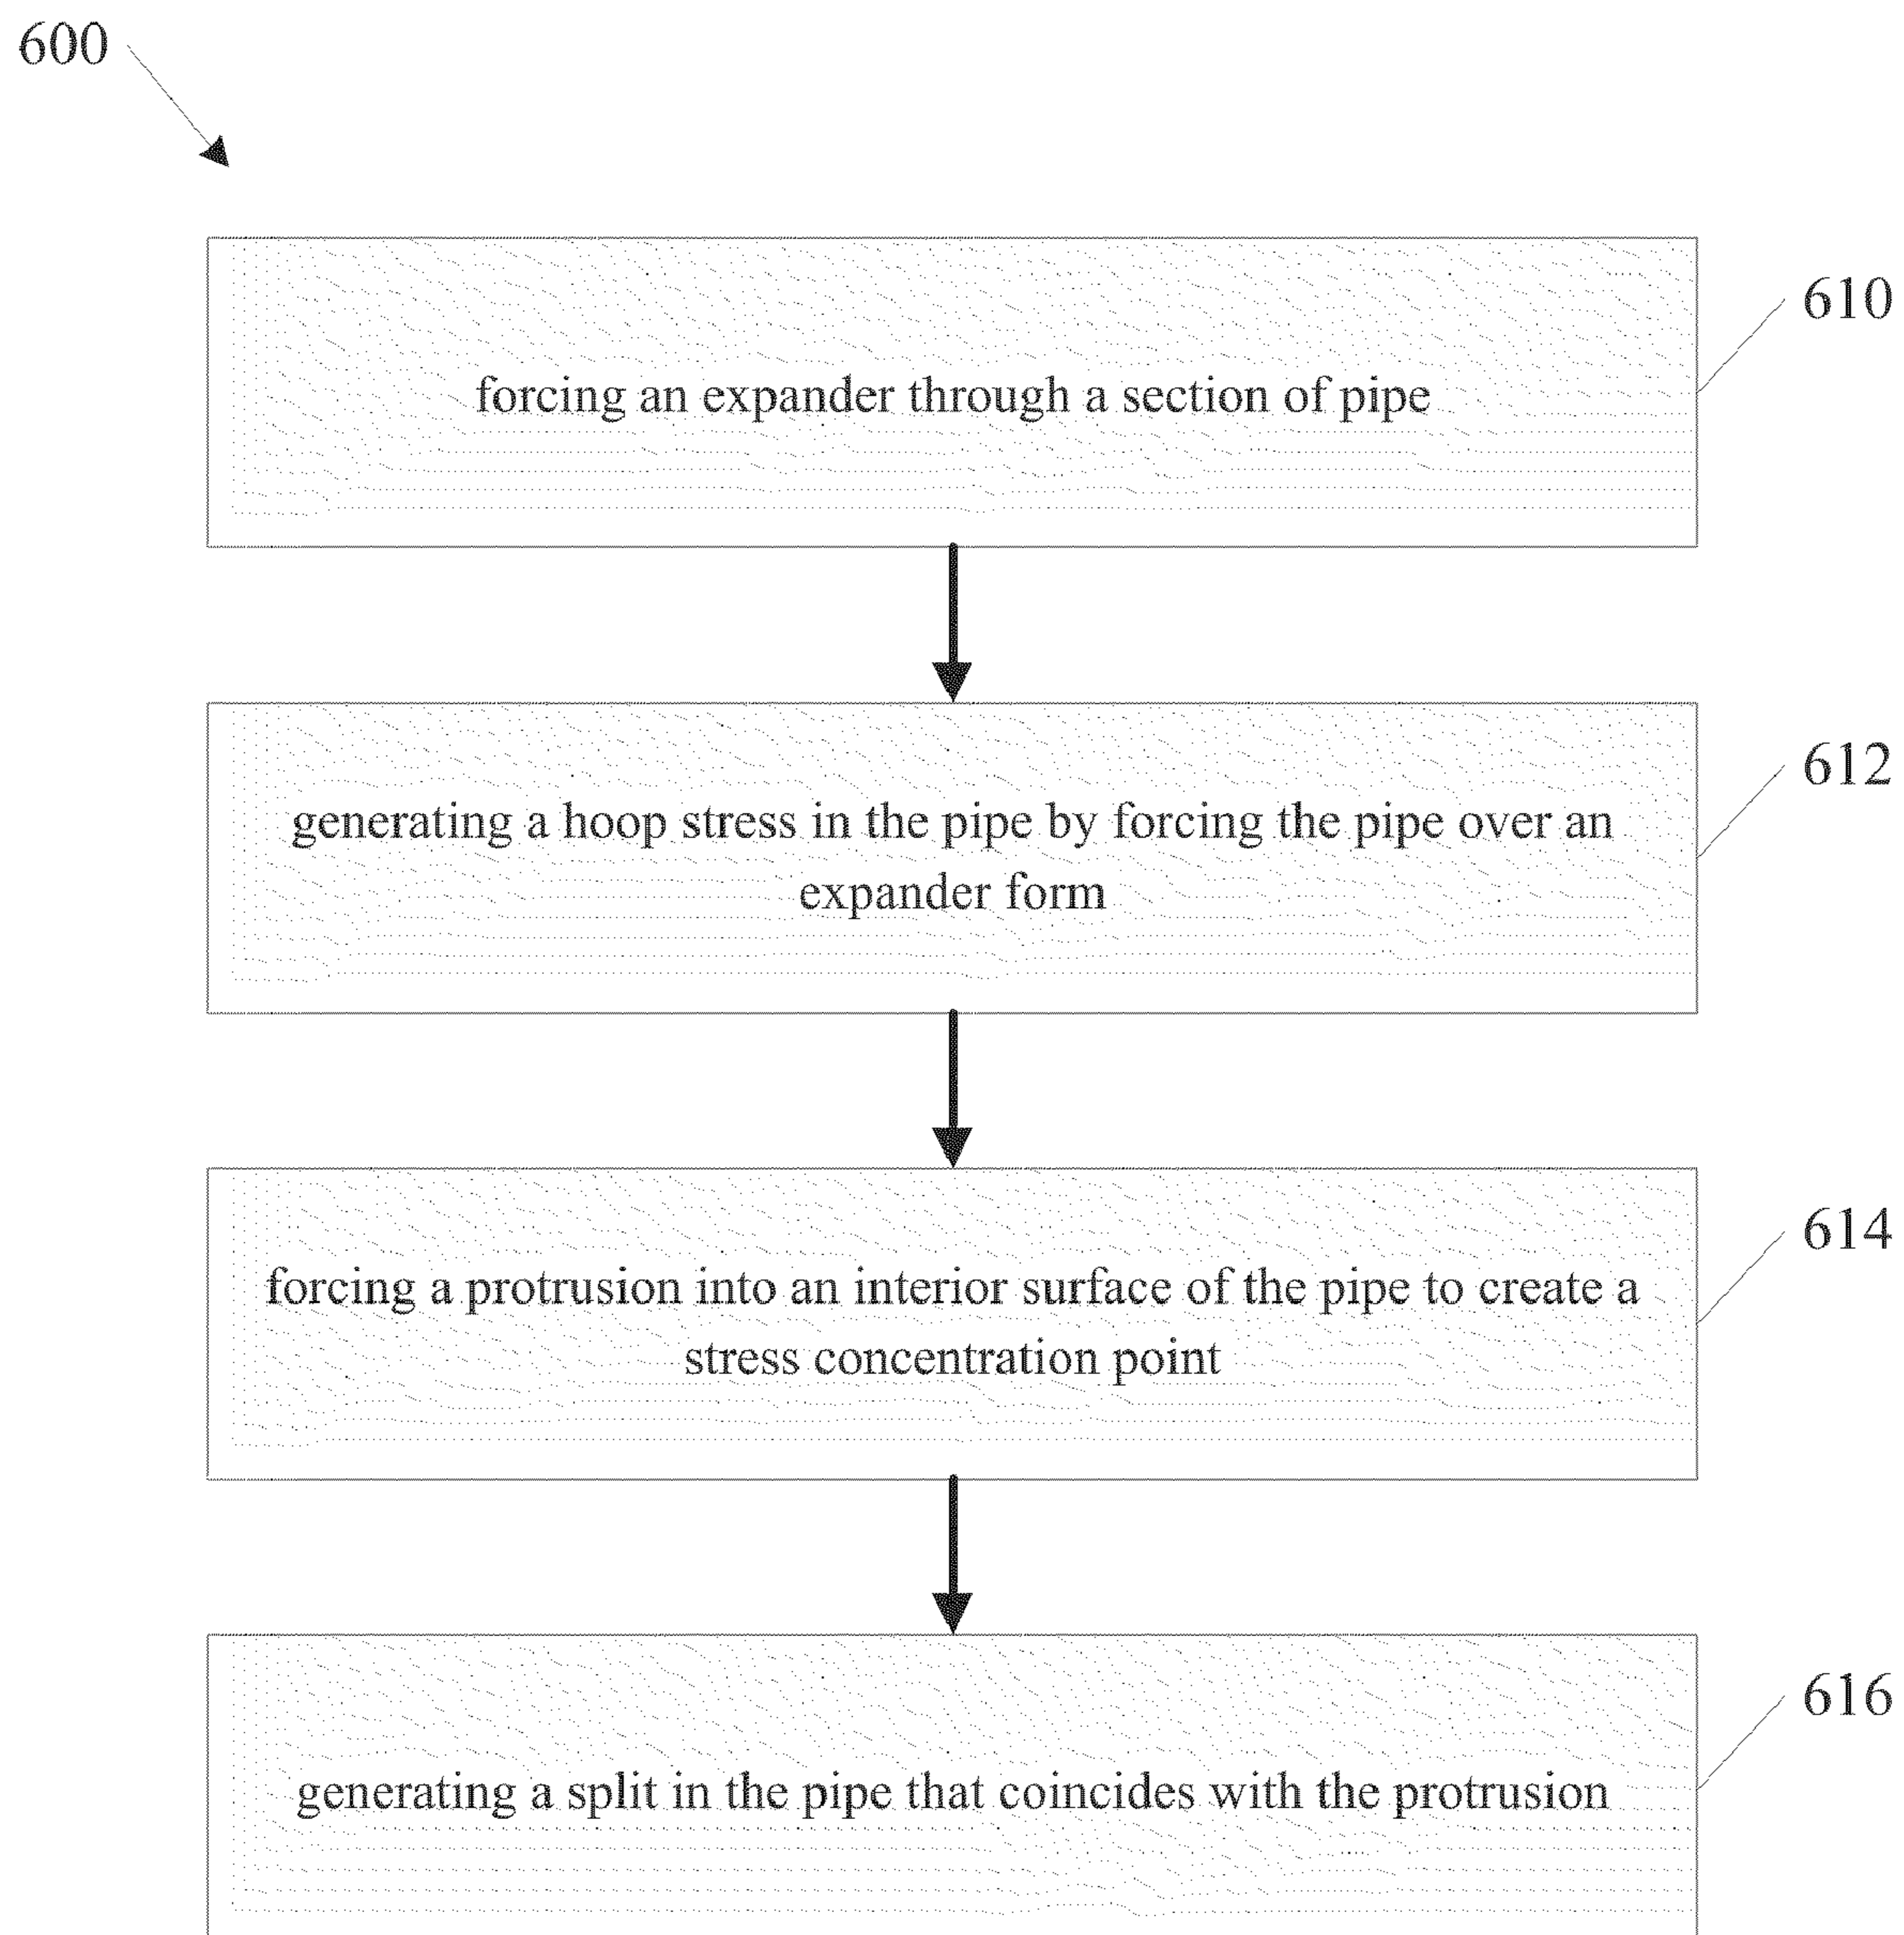 600
610
forcing an expander through a section of pipe
612
generating a hoop stress in the pipe by forcing the pipe over an
expander form
614
forcing a protrusion into an interior surface of the pipe to create a
stress concentration point
616
generating a split in the pipe that coincides with the protrusion